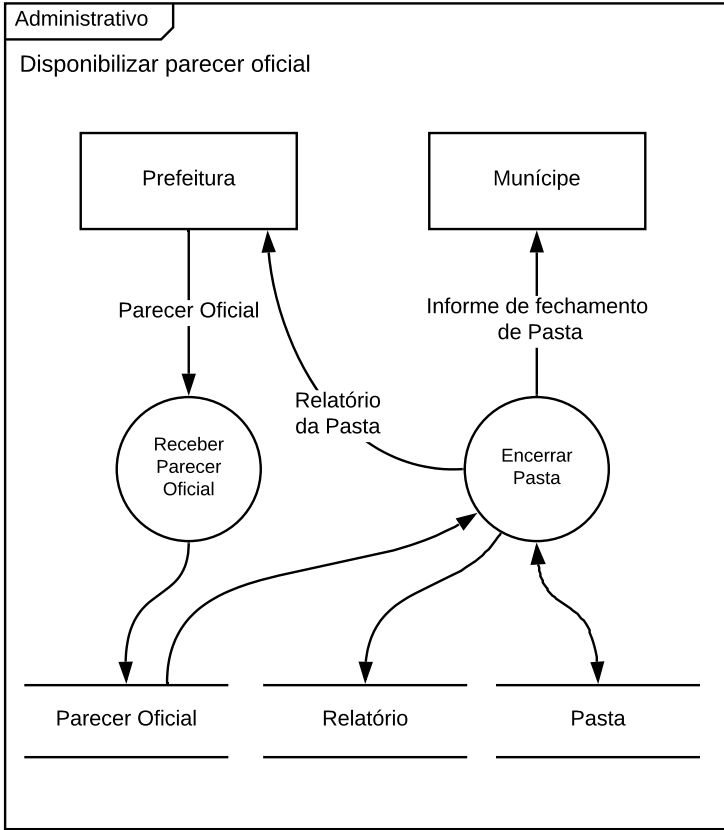 Administrativo
Disponibilizar parecer oficial
Prefeitura
Munícipe
Parecer Oficial
Informe de fechamento
de Pasta
Relatório
da Pasta
Receber
Parecer
Oficial
Encerrar
Pasta
Parecer Oficial
Relatório
Pasta